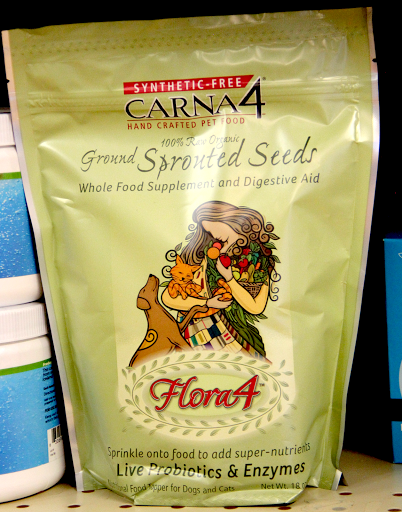 SYNTHETIC-FREE
CARNA4
HAND CRAFTED PET FOOD
100% Raw Organic
Ground Sprouted Seeds
Whole Food Supplement and Digestive Aid
Flora4
Sprinkle onto food to add super-nutrients
Live Probiotics & Enzymes
Food Topper for Dogs and Cats Net Wt. 18